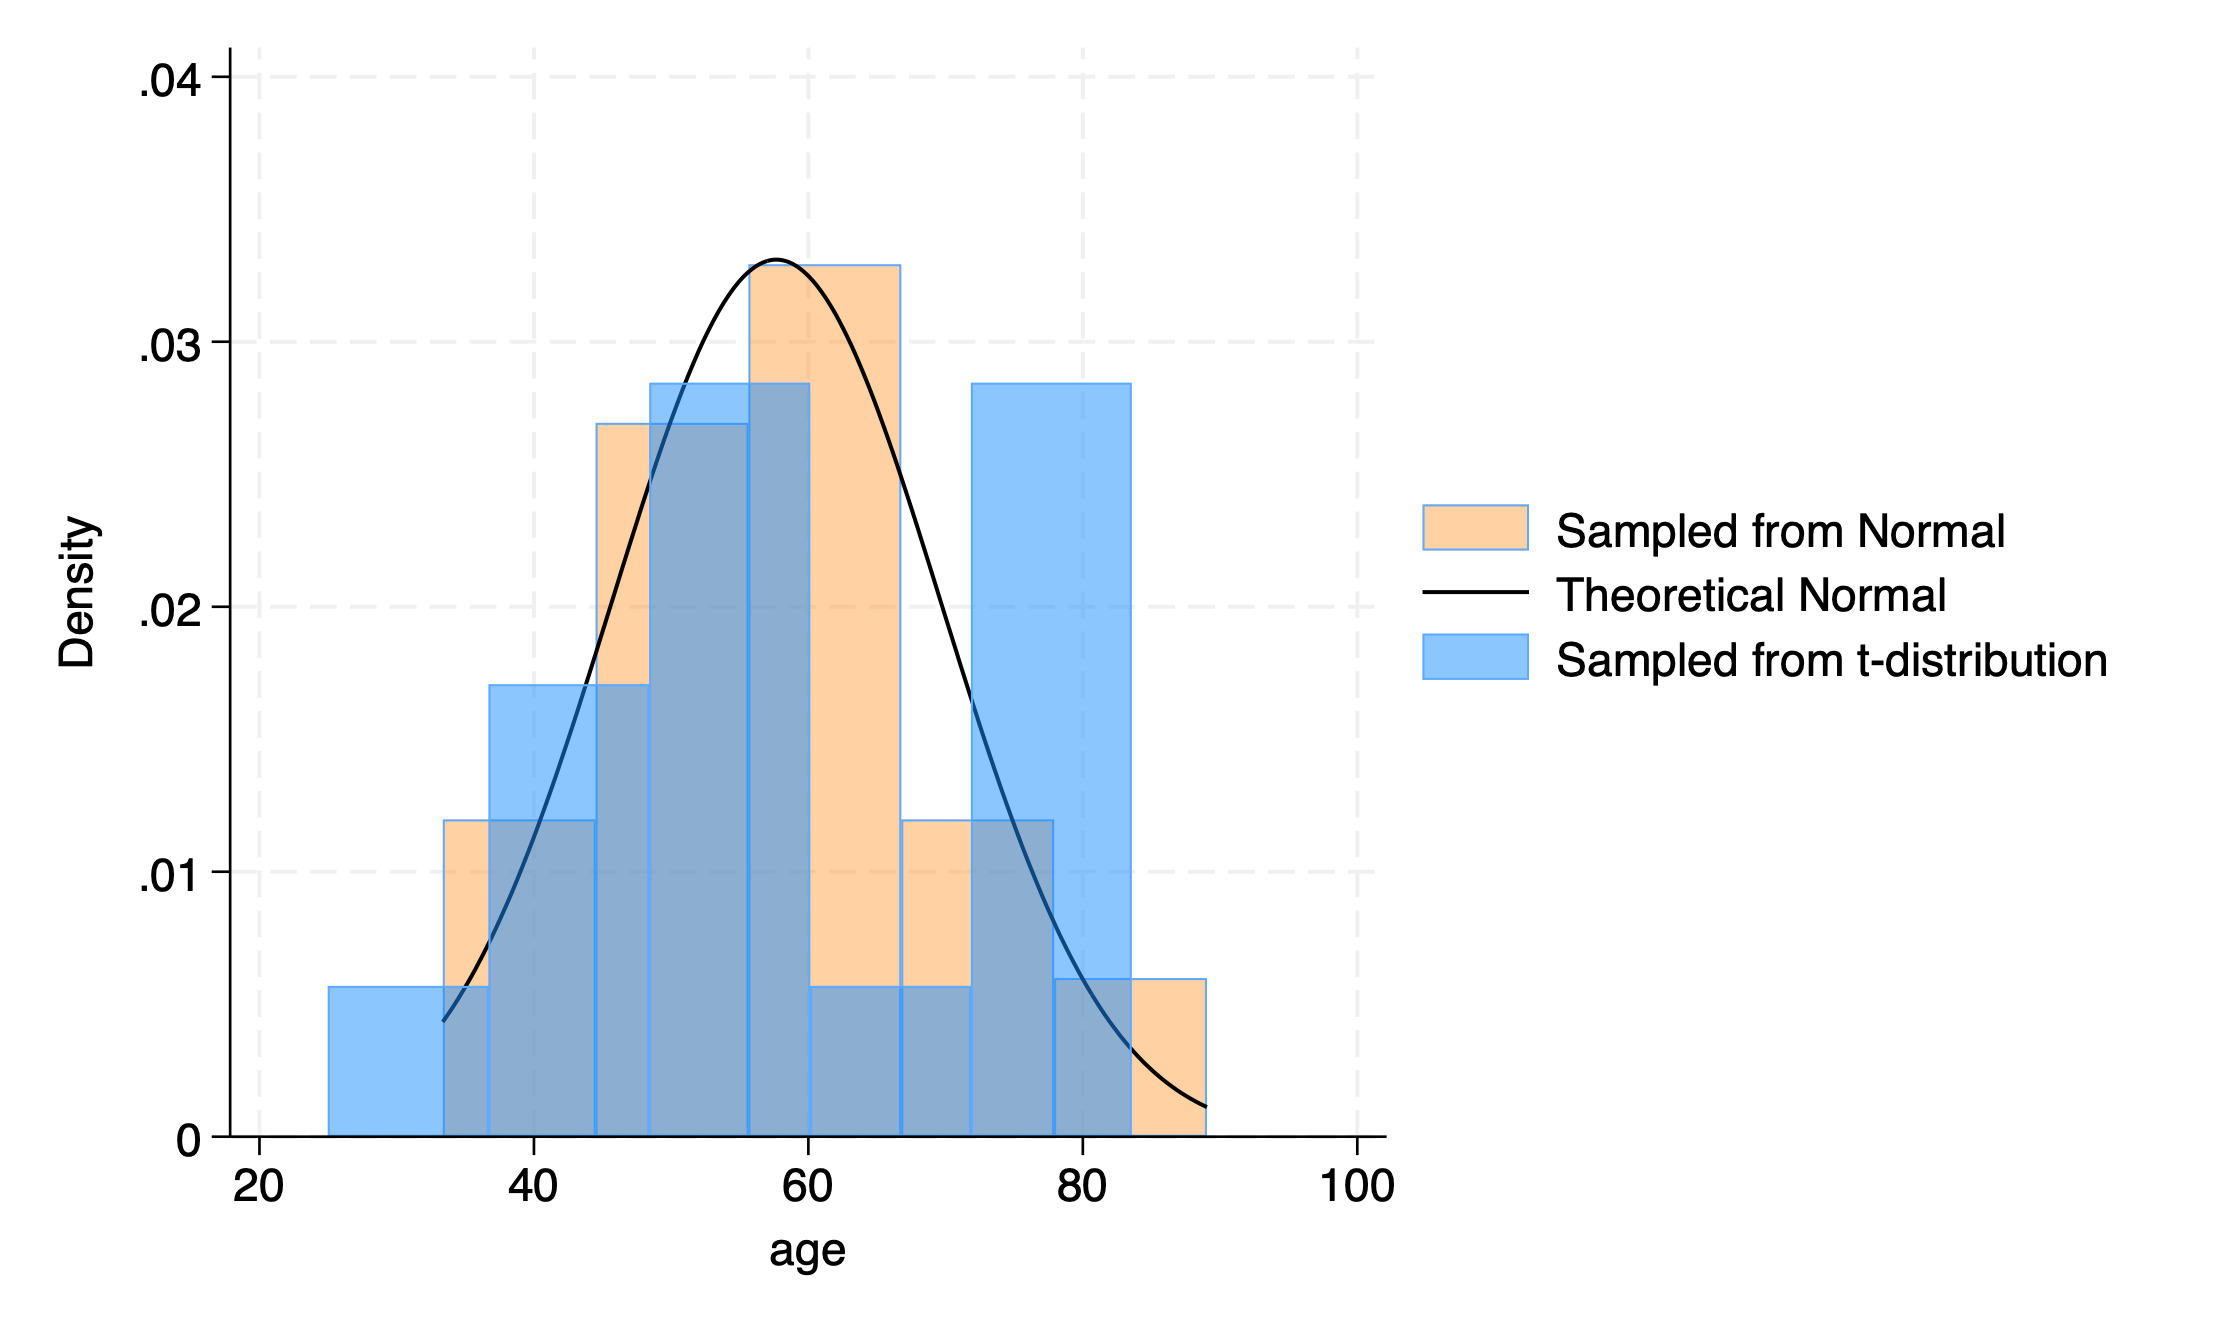 .04
.03
.02
.01
0
Density
20 40 60 80 100
age
Sampled from Normal
Theoretical Normal
Sampled from t-distribution